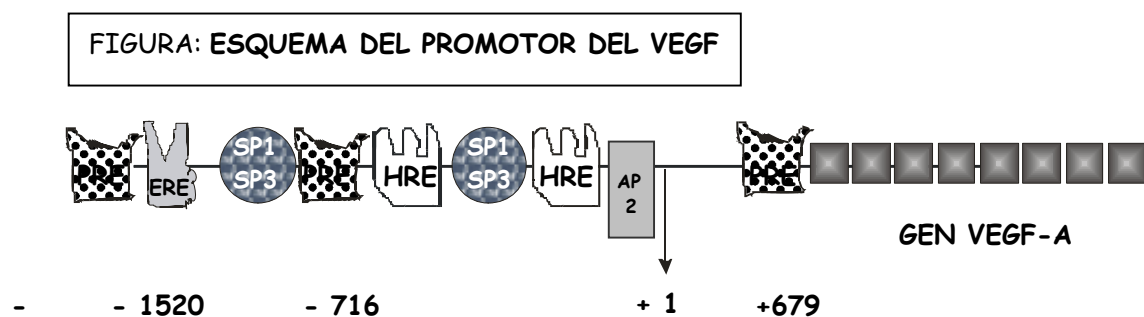 FIGURA: ESQUEMA DEL PROMOTOR DEL VEGF
PRE ERE SP1 SP3 PRE HRE SP1 SP3 HRE AP 2 PRE
GEN VEGF-A
- - 1520 - 716 + 1 +679